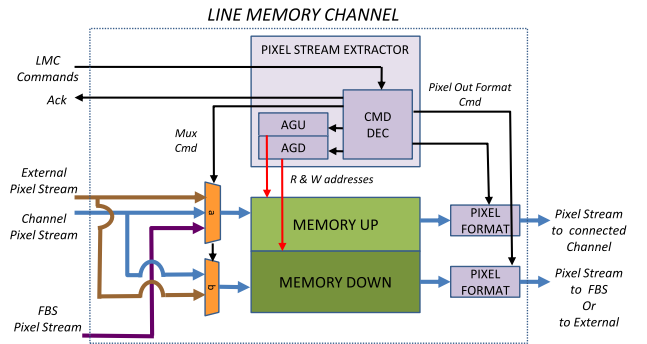 LINE MEMORY CHANNEL
PIXEL STREAM EXTRACTOR
LMC
Commands
Ack
Pixel Out Format
Cmd
CMD
DEC
AGU
AGD
Mux
Cmd
R & W addresses
External
Pixel Stream
Channel
Pixel Stream
FBS
Pixel Stream
a
b
MEMORY UP
MEMORY DOWN
PIXEL
FORMAT
PIXEL
FORMAT
Pixel Stream
to connected
Channel
Pixel Stream
to FBS
Or
to External